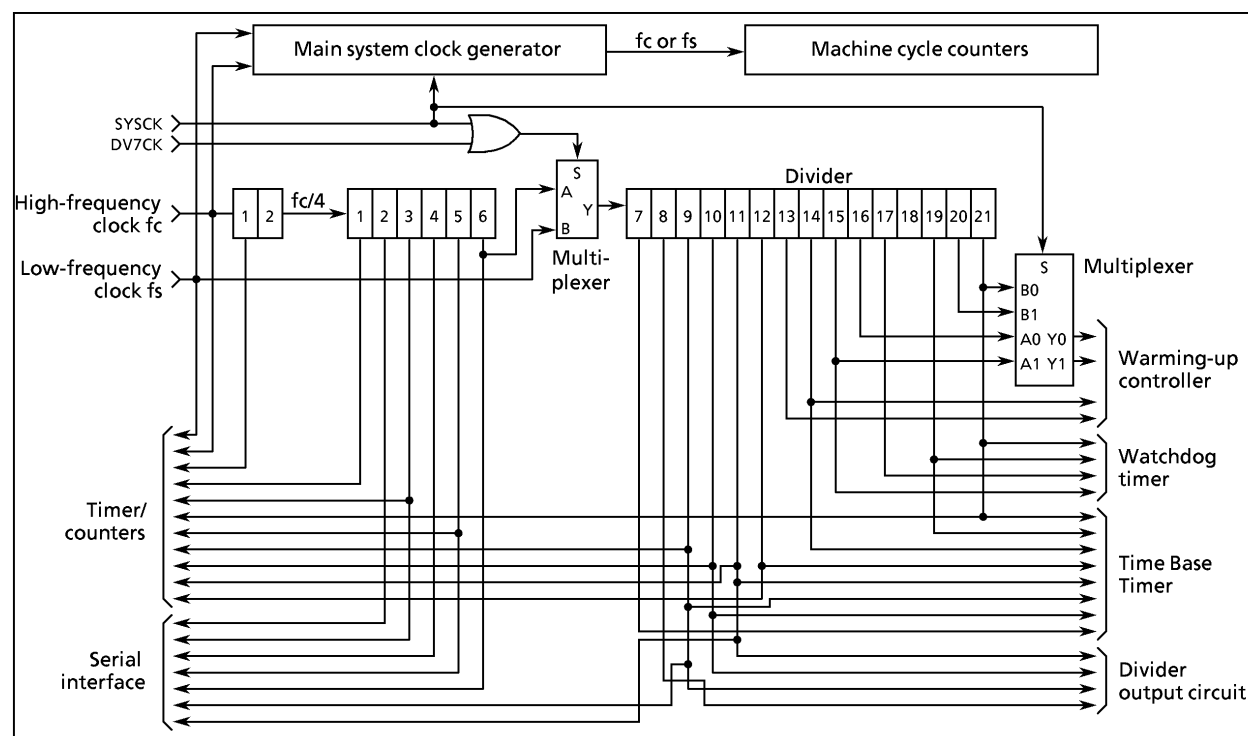 Main system clock generator
fc or fs
Machine cycle counters
SYSCK
DV7CK
High-frequency
clock fc
1 2
fc/4
1 2 3 4 5 6
S
A
Y
B
Multi-
plexer
Divider
7 8 9 10 11 12 13 14 15 16 17 18 19 20 21
Low-frequency
clock fs
S
B0
B1
A0 Y0
A1 Y1
Multiplexer
Warming-up
controller
Watchdog
timer
Timer/
counters
Time Base
Timer
Serial
interface
Divider
output circuit